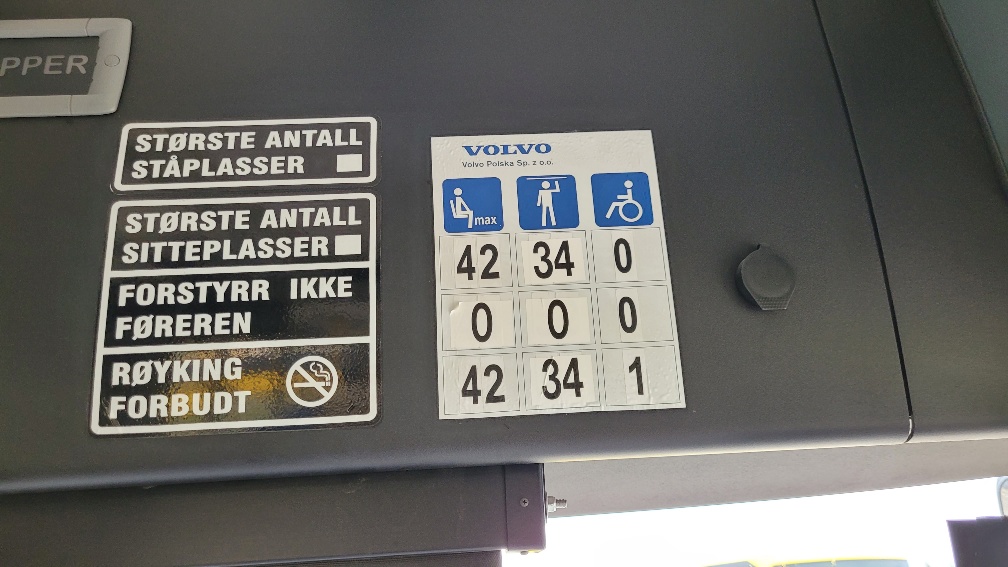 PPER
STØRSTE ANTALL
STÅPLASSER
STØRSTE ANTALL
SITTEPLASSER
FORSTYRR IKKE
FØREREN
RØYKING
FORBUDT
VOLVO
Volvo Polska Sp. z o.o.
max
42 34 0
0 0 0
42 34 1